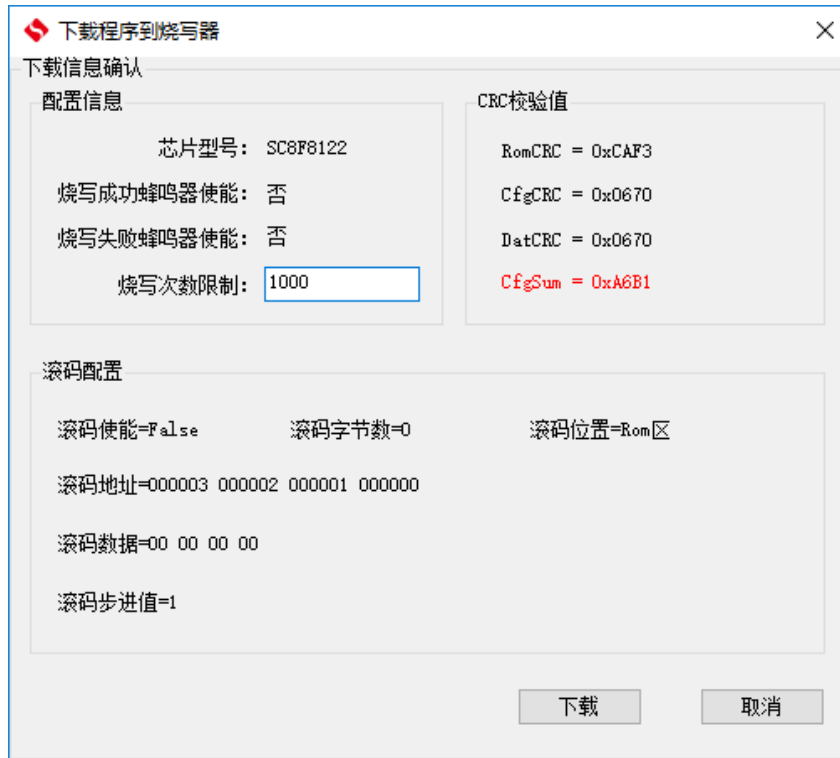 下载程序到烧写器
下载信息确认
配置信息
芯片型号: SC8F8122
烧写成功蜂鸣器使能: 否
烧写失败蜂鸣器使能: 否
烧写次数限制: 1000
CRC校验值
RomCRC = 0xCAF3
CfgCRC = 0x0670
DatCRC = 0x0670
CfgSum = 0xA6B1
滚码配置
滚码使能=False 滚码字节数=0 滚码位置=Rom区
滚码地址=000003 000002 000001 000000
滚码数据=00 00 00 00
滚码步进值=1
下载 取消